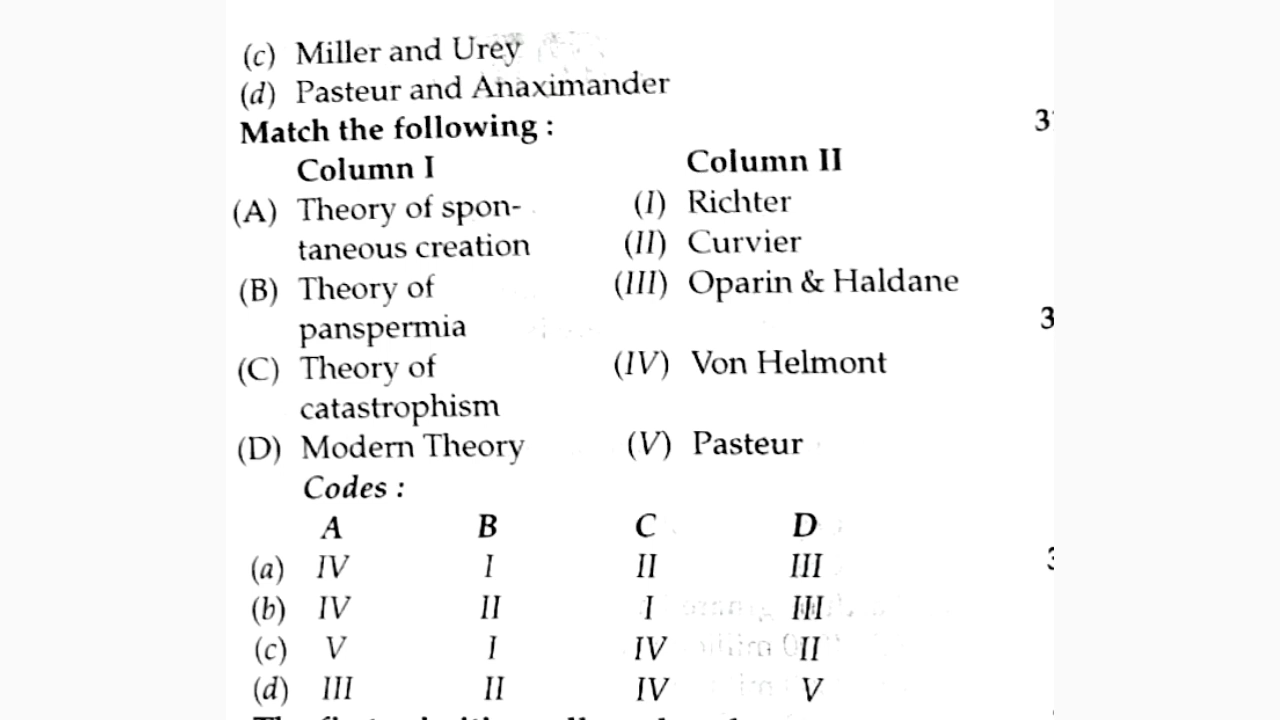 (c) Miller and Urey
(d) Pasteur and Anaximander
Match the following :
3
Column I Column II
(A) Theory of spon- (I) Richter
taneous creation (II) Curvier
(B) Theory of (III) Oparin & Haldane
panspermia
3
(C) Theory of (IV) Von Helmont
catastrophism
(D) Modern Theory (V) Pasteur
Codes :
A B C D
(a) IV I II III
(b) IV II I III
(c) V I IV II
(d) III II IV V